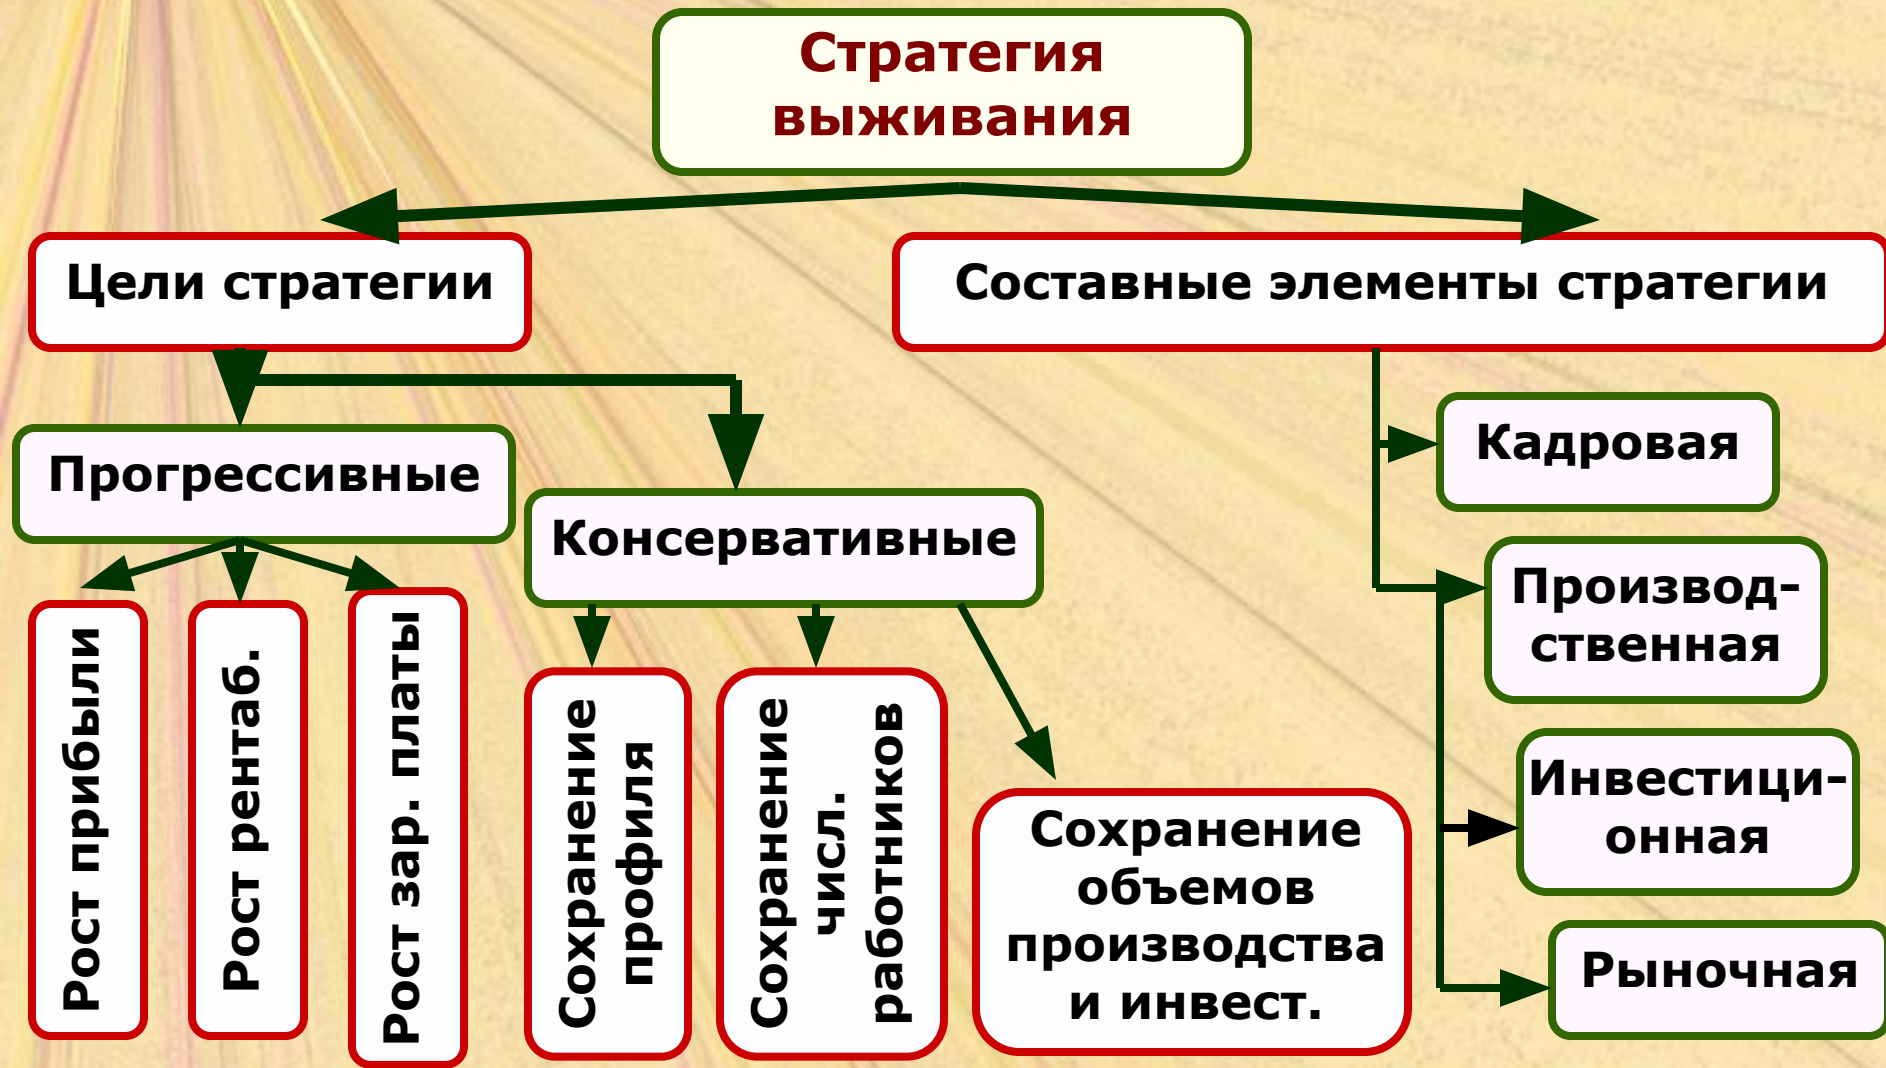 Стратегия
выживания
Цели стратегии
Составные элементы стратегии
Прогрессивные
Консервативные
Кадровая
Производ-
ственная
Инвестици-
онная
Рыночная
Рост прибыли
Рост рентаб.
Рост зар. платы
Сохранение
профиля
Сохранение
числ.
работников
Сохранение
объемов
производства
и инвест.